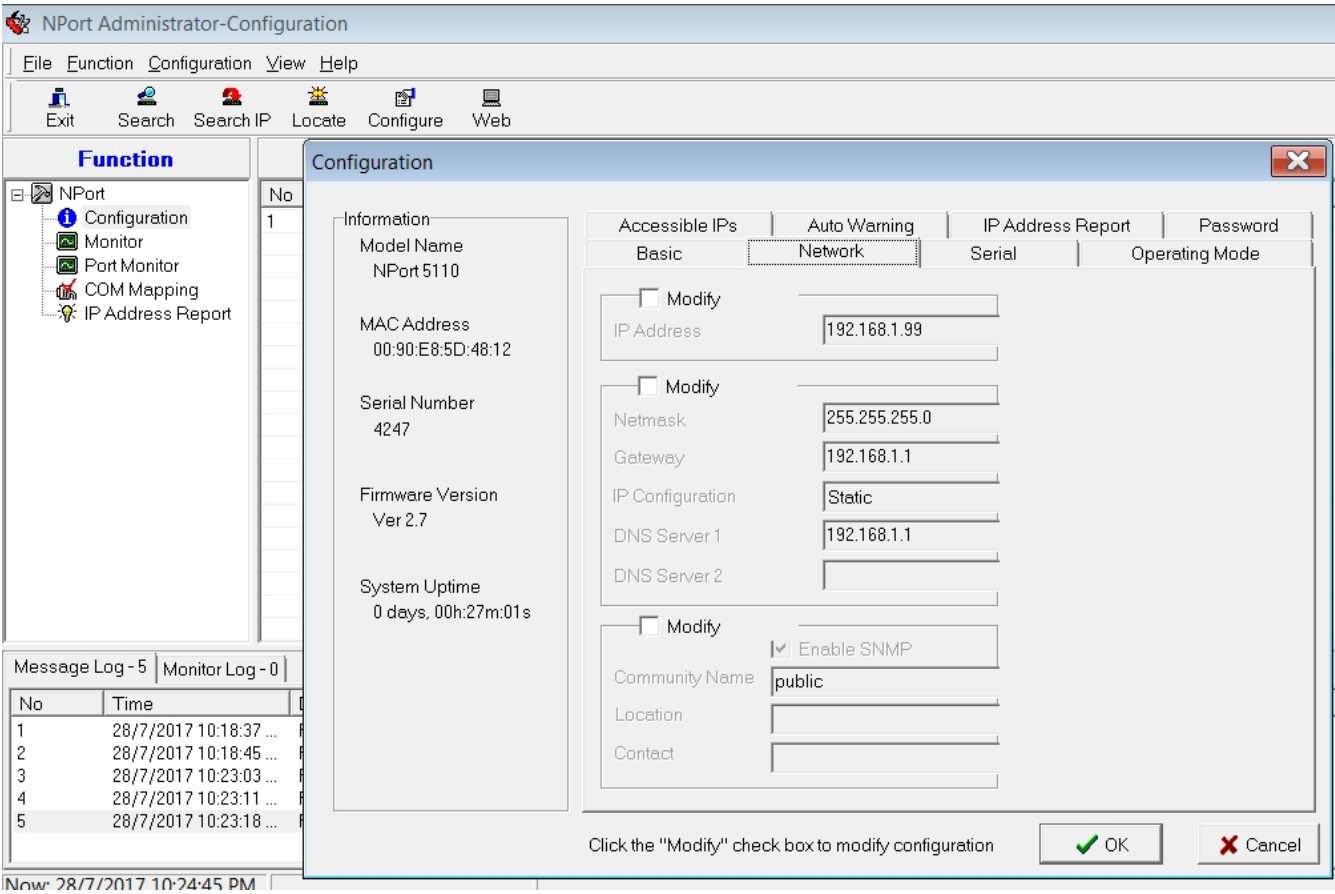 NPort Administrator-Configuration
File Function Configuration View Help
Exit Search Search IP Locate Configure Web
Function
NPort
Configuration
Monitor
Port Monitor
COM Mapping
IP Address Report
No
1
Configuration
Information
Model Name
NPort 5110
MAC Address
00:90:E8:5D:48:12
Serial Number
4247
Firmware Version
Ver 2.7
System Uptime
0 days, 00h:27m:01s
Accessible IPs Auto Warning IP Address Report Password
Basic Network Serial Operating Mode
Modify
IP Address 192.168.1.99
Modify
Netmask 255.255.255.0
Gateway 192.168.1.1
IP Configuration Static
DNS Server 1 192.168.1.1
DNS Server 2
Modify
Enable SNMP
Community Name public
Location
Contact
Click the "Modify" check box to modify configuration OK Cancel
Message Log - 5 Monitor Log - 0
No Time
1 28/7/2017 10:18:37 ...
2 28/7/2017 10:18:45 ...
3 28/7/2017 10:23:03 ...
4 28/7/2017 10:23:11 ...
5 28/7/2017 10:23:18 ...
Now: 28/7/2017 10:24:45 PM